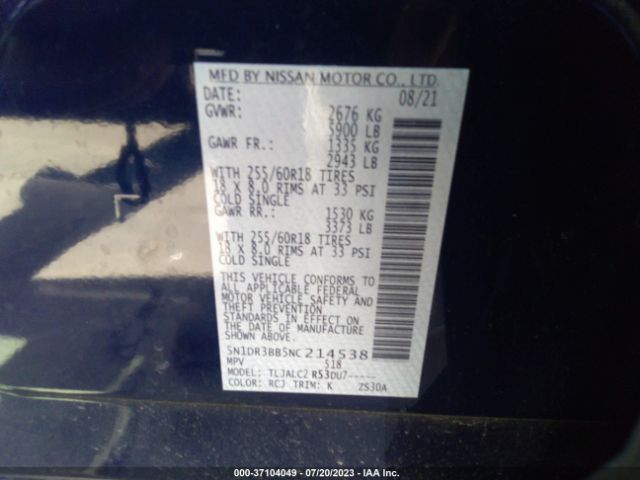 MFD BY NISSAN MOTOR CO., LTD.
DATE: 08/21
GVWR: 2676 KG
5900 LB
GAWR FR.: 1335 KG
2943 LB
WITH 255/60R18 TIRES
18 X 8.0 RIMS AT 33 PSI
COLD SINGLE
GAWR RR.: 1530 KG
3373 LB
WITH 255/60R18 TIRES
18 X 8.0 RIMS AT 33 PSI
COLD SINGLE
THIS VEHICLE CONFORMS TO
ALL APPLICABLE FEDERAL
MOTOR VEHICLE SAFETY AND
THEFT PREVENTION
STANDARDS IN EFFECT ON
THE DATE OF MANUFACTURE
SHOWN ABOVE.
5N1DR3BB5NC214538
MPV 518
MODEL: TLJALC2 R53DU7-----
COLOR: RCJ TRIM: K ZS30A
000-37104049 — 07/20/2023 — IAA Inc.